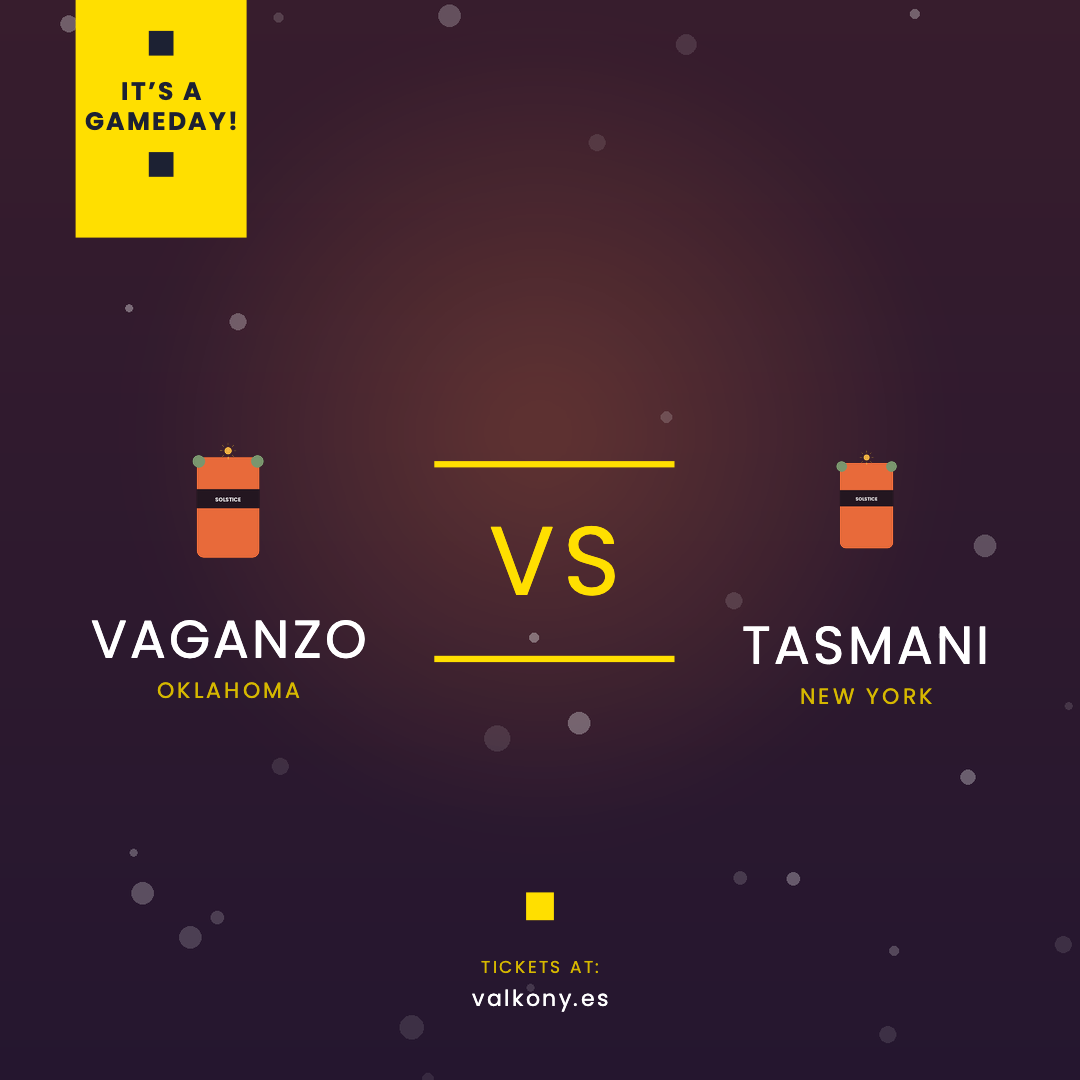 IT'S A
GAMEDAY!
SOLSTICE
SOLSTICE
VS
VAGANZO
OKLAHOMA
TASMANI
NEW YORK
TICKETS AT:
valkony.es